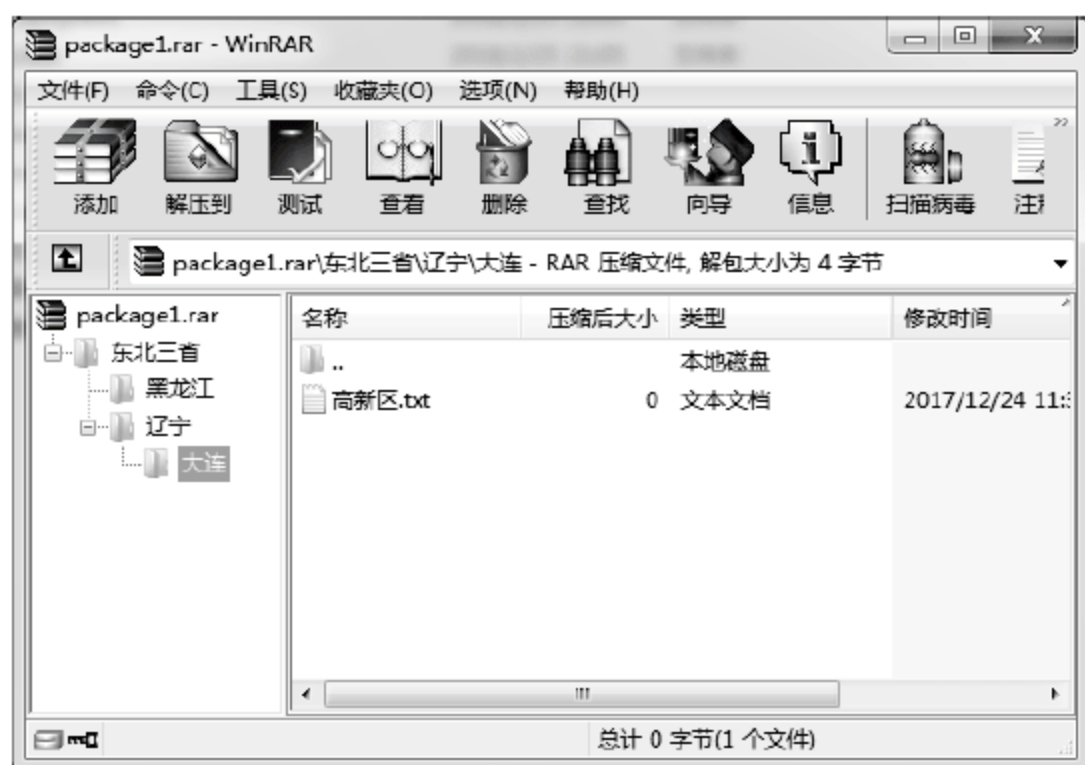 package1.rar - WinRAR
文件(F) 命令(C) 工具(S) 收藏夹(O) 选项(N) 帮助(H)
添加 解压到 测试 查看 删除 查找 向导 信息 扫描病毒
package1.rar\东北三省\辽宁\大连 - RAR 压缩文件, 解包大小为 4 字节
package1.rar 名称 压缩后大小 类型 修改时间
东北三省 .. 本地磁盘
黑龙江 高新区.txt 0 文本文档 2017/12/24 11:
辽宁
大连
总计 0 字节(1 个文件)